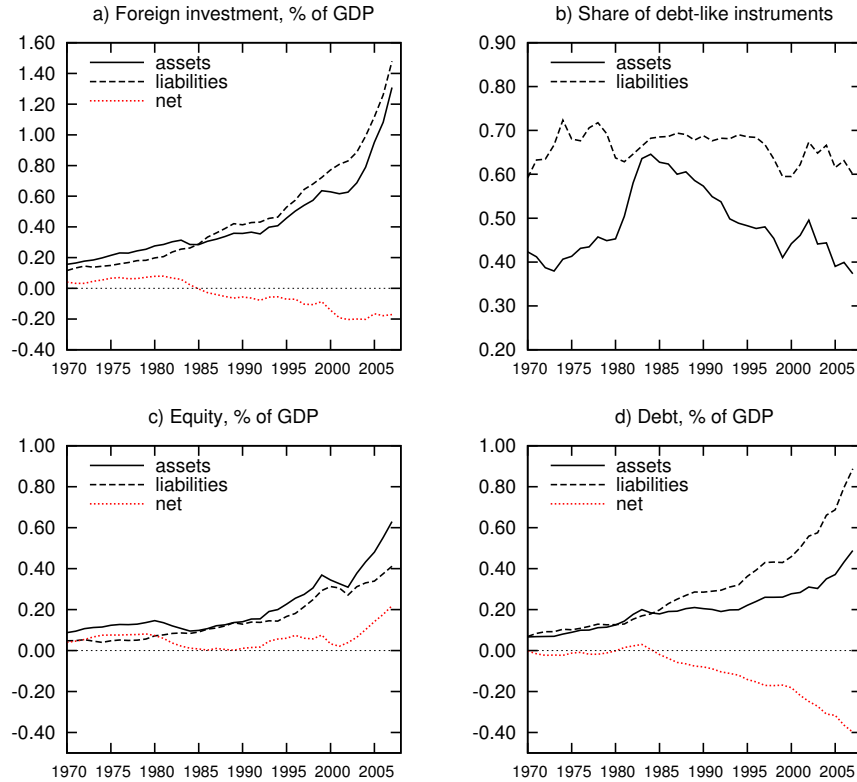 a) Foreign investment, % of GDP
1.60
1.40
1.20
1.00
0.80
0.60
0.40
0.20
0.00
-0.20
-0.40
assets
liabilities
net
1970 1975 1980 1985 1990 1995 2000 2005
b) Share of debt-like instruments
0.90
0.80
0.70
0.60
0.50
0.40
0.30
0.20
assets
liabilities
1970 1975 1980 1985 1990 1995 2000 2005
c) Equity, % of GDP
1.00
0.80
0.60
0.40
0.20
0.00
-0.20
-0.40
assets
liabilities
net
1970 1975 1980 1985 1990 1995 2000 2005
d) Debt, % of GDP
1.00
0.80
0.60
0.40
0.20
0.00
-0.20
-0.40
assets
liabilities
net
1970 1975 1980 1985 1990 1995 2000 2005